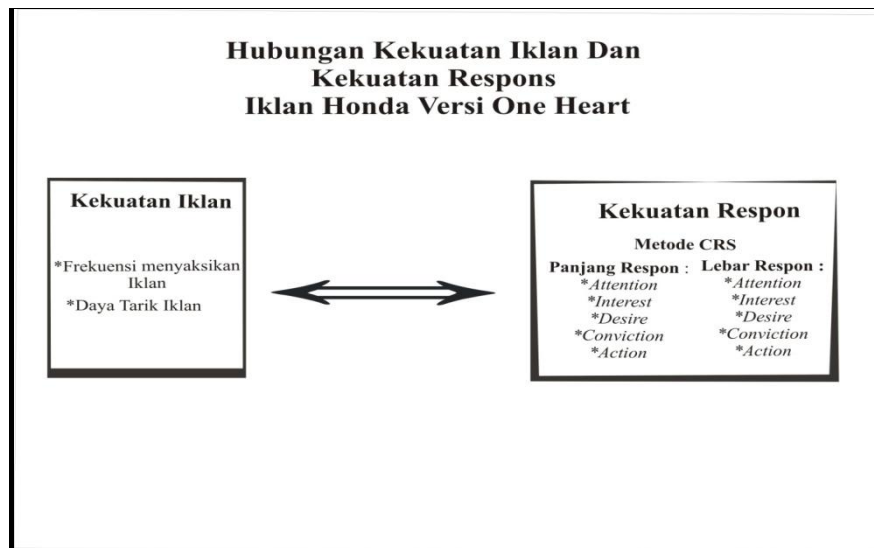 Hubungan Kekuatan Iklan Dan
Kekuatan Respons
Iklan Honda Versi One Heart
Kekuatan Iklan
*Frekuensi menyaksikan
Iklan
*Daya Tarik Iklan
Kekuatan Respon
Metode CRS
Panjang Respon :
*Attention
*Interest
*Desire
*Conviction
*Action
Lebar Respon :
*Attention
*Interest
*Desire
*Conviction
*Action